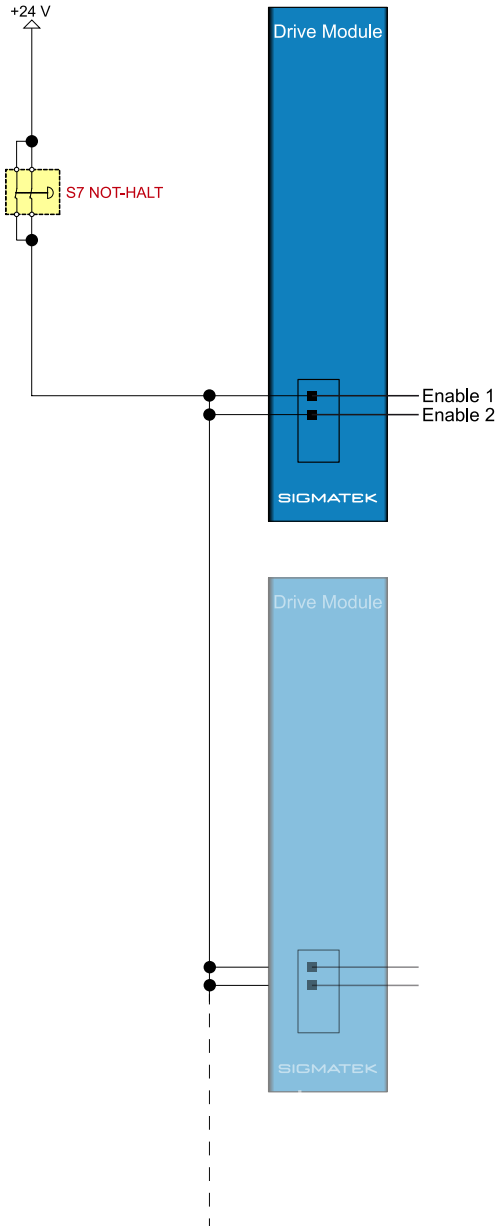 +24 V
Drive Module
S7 NOT-HALT
Enable 1
Enable 2
SIGMATEK
Drive Module
SIGMATEK